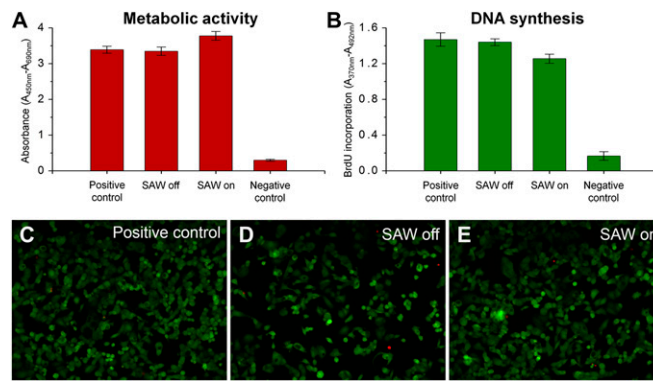 A
Metabolic activity
Absorbance (A450nm-A690nm)
4
3
2
1
0
Positive control
SAW off
SAW on
Negative control
B
DNA synthesis
BrdU incorporation (A370nm-A492nm)
1.6
1.2
0.8
0.4
0.0
Positive control
SAW off
SAW on
Negative control
C
Positive control
D
SAW off
E
SAW on